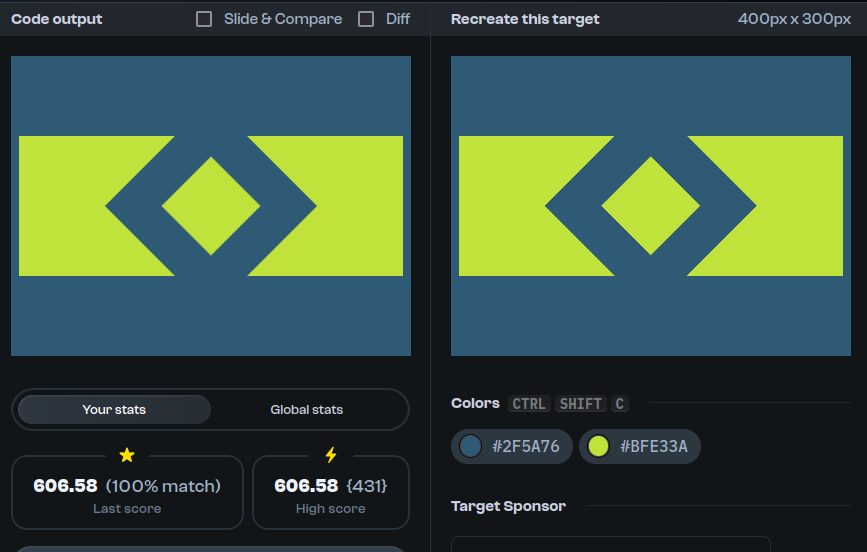 Code output
Slide & Compare
Diff
Recreate this target
400px x 300px
Your stats
Global stats
606.58 (100% match)
Last score
606.58 {431}
High score
Colors CTRL SHIFT C
#2F5A76
#BFE33A
Target Sponsor